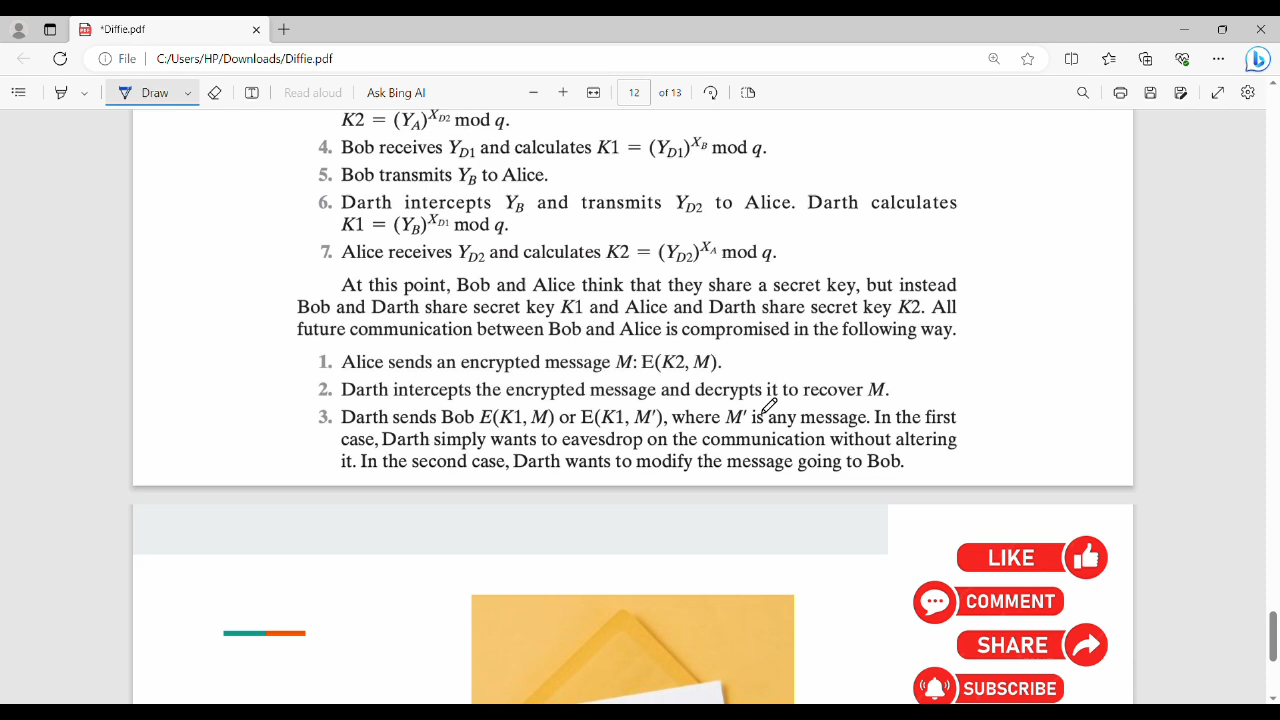 *Diffie.pdf
File
C:/Users/HP/Downloads/Diffie.pdf
Draw
Read aloud
Ask Bing AI
12 of 13
K2 = (Y_A)^{X_{D2}} mod q.
4. Bob receives Y_{D1} and calculates K1 = (Y_{D1})^{X_B} mod q.
5. Bob transmits Y_B to Alice.
6. Darth intercepts Y_B and transmits Y_{D2} to Alice. Darth calculates
K1 = (Y_B)^{X_{D1}} mod q.
7. Alice receives Y_{D2} and calculates K2 = (Y_{D2})^{X_A} mod q.
At this point, Bob and Alice think that they share a secret key, but instead
Bob and Darth share secret key K1 and Alice and Darth share secret key K2. All
future communication between Bob and Alice is compromised in the following way.
1. Alice sends an encrypted message M: E(K2, M).
2. Darth intercepts the encrypted message and decrypts it to recover M.
3. Darth sends Bob E(K1, M) or E(K1, M′), where M′ is any message. In the first
case, Darth simply wants to eavesdrop on the communication without altering
it. In the second case, Darth wants to modify the message going to Bob.
LIKE
COMMENT
SHARE
SUBSCRIBE